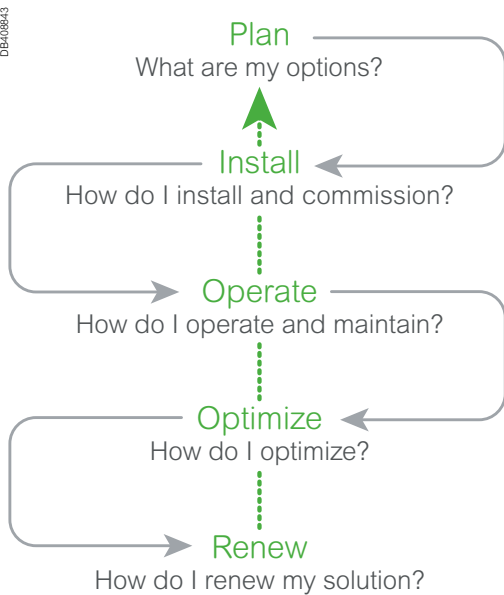 DB408843
Plan
What are my options?
Install
How do I install and commission?
Operate
How do I operate and maintain?
Optimize
How do I optimize?
Renew
How do I renew my solution?